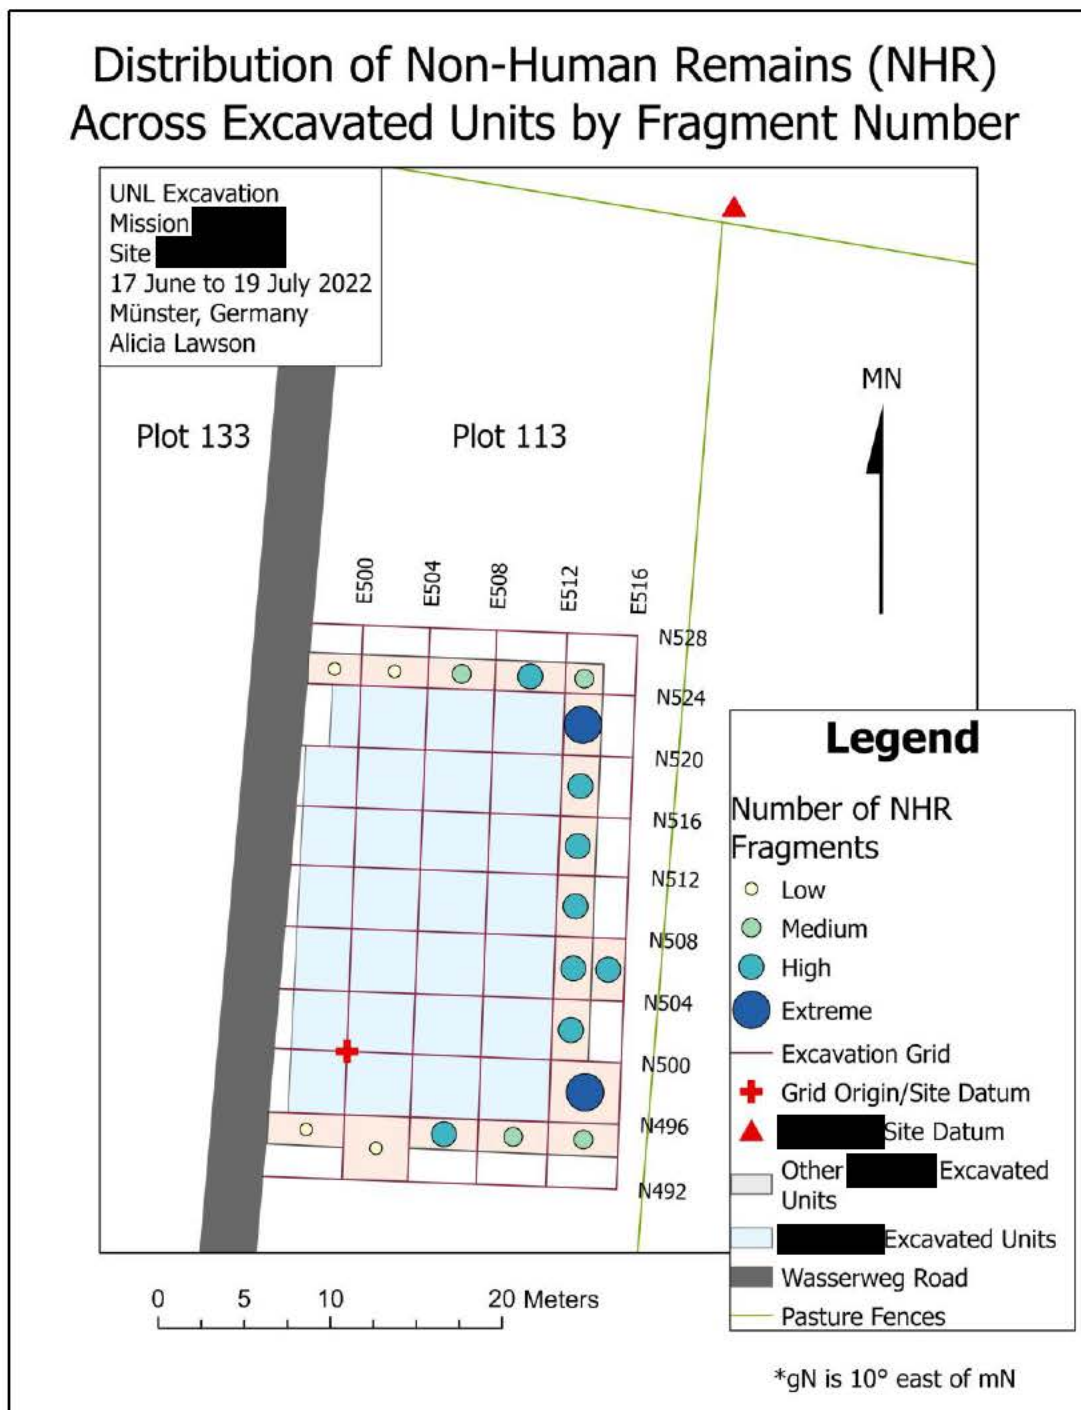 Distribution of Non-Human Remains (NHR)
Across Excavated Units by Fragment Number
UNL Excavation
Mission
Site
17 June to 19 July 2022
Münster, Germany
Alicia Lawson
MN
Plot 133
Plot 113
E500
E504
E508
E512
E516
N528
N524
N520
N516
N512
N508
N504
N500
N496
N492
Legend
Number of NHR
Fragments
Low
Medium
High
Extreme
Excavation Grid
Grid Origin/Site Datum
Site Datum
Other Excavated
Units
Excavated Units
Wasserweg Road
Pasture Fences
0 5 10 20 Meters
*gN is 10° east of mN